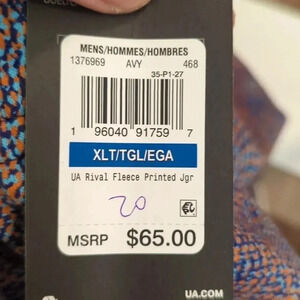 MENS/HOMMES/HOMBRES
1376969 AVY 468
35-P1-27
1 96040 91759 7
XLT/TGL/EGA
UA Rival Fleece Printed Jgr
20
MSRP $65.00
UA.COM